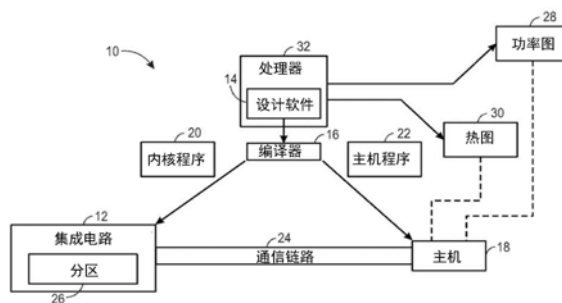 28
功率图
32
10
处理器
14
设计软件
30
热图
20
内核程序
16
编译器
22
主机程序
12
集成电路
分区
26
24
通信链路
主机
18